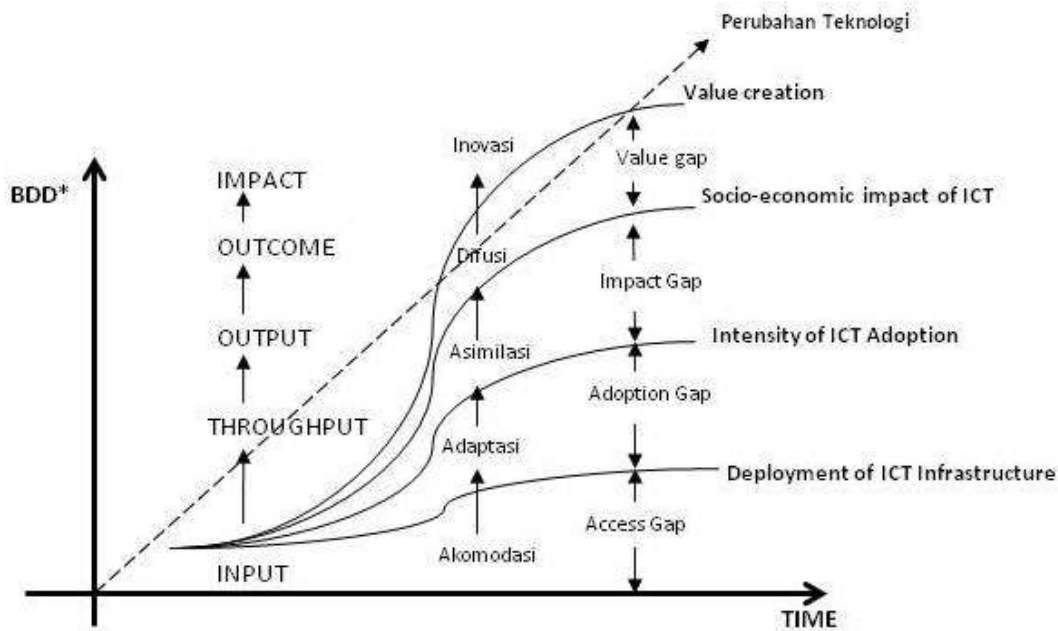 Perubahan Teknologi
Value creation
Inovasi
Value gap
BDD*
IMPACT
Socio-economic impact of ICT
OUTCOME
Difusi
Impact Gap
OUTPUT
Asimilasi
Intensity of ICT Adoption
Adoption Gap
THROUGHPUT
Adaptasi
Deployment of ICT Infrastructure
Access Gap
Akomodasi
INPUT
TIME